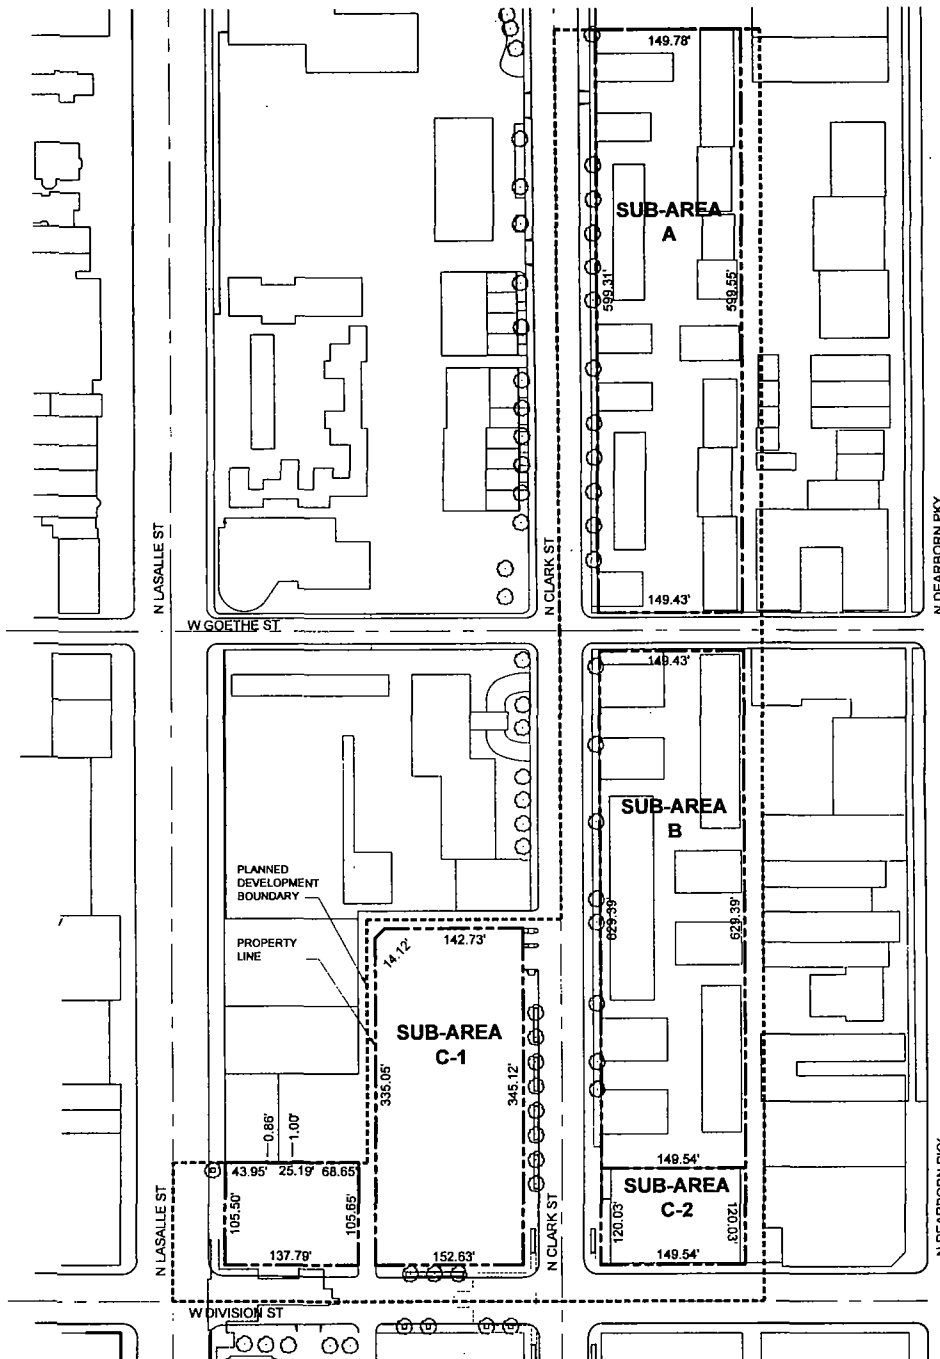 149.78'
SUB-AREA
A
599.31'
599.55'
N LASALLE ST
N CLARK ST
N DEARBORN PKY
149.43'
W GOETHE ST
149.43'
SUB-AREA
B
629.39'
629.39'
PLANNED
DEVELOPMENT
BOUNDARY
PROPERTY
LINE
142.73'
14.12'
SUB-AREA
C-1
335.05'
345.12'
0.86'
1.00'
43.95' 25.19' 68.65'
105.50'
105.65'
137.79'
152.63'
149.54'
SUB-AREA
C-2
120.03'
120.03'
149.54'
N LASALLE ST
N CLARK ST
N DEARBORN PKY
W DIVISION ST